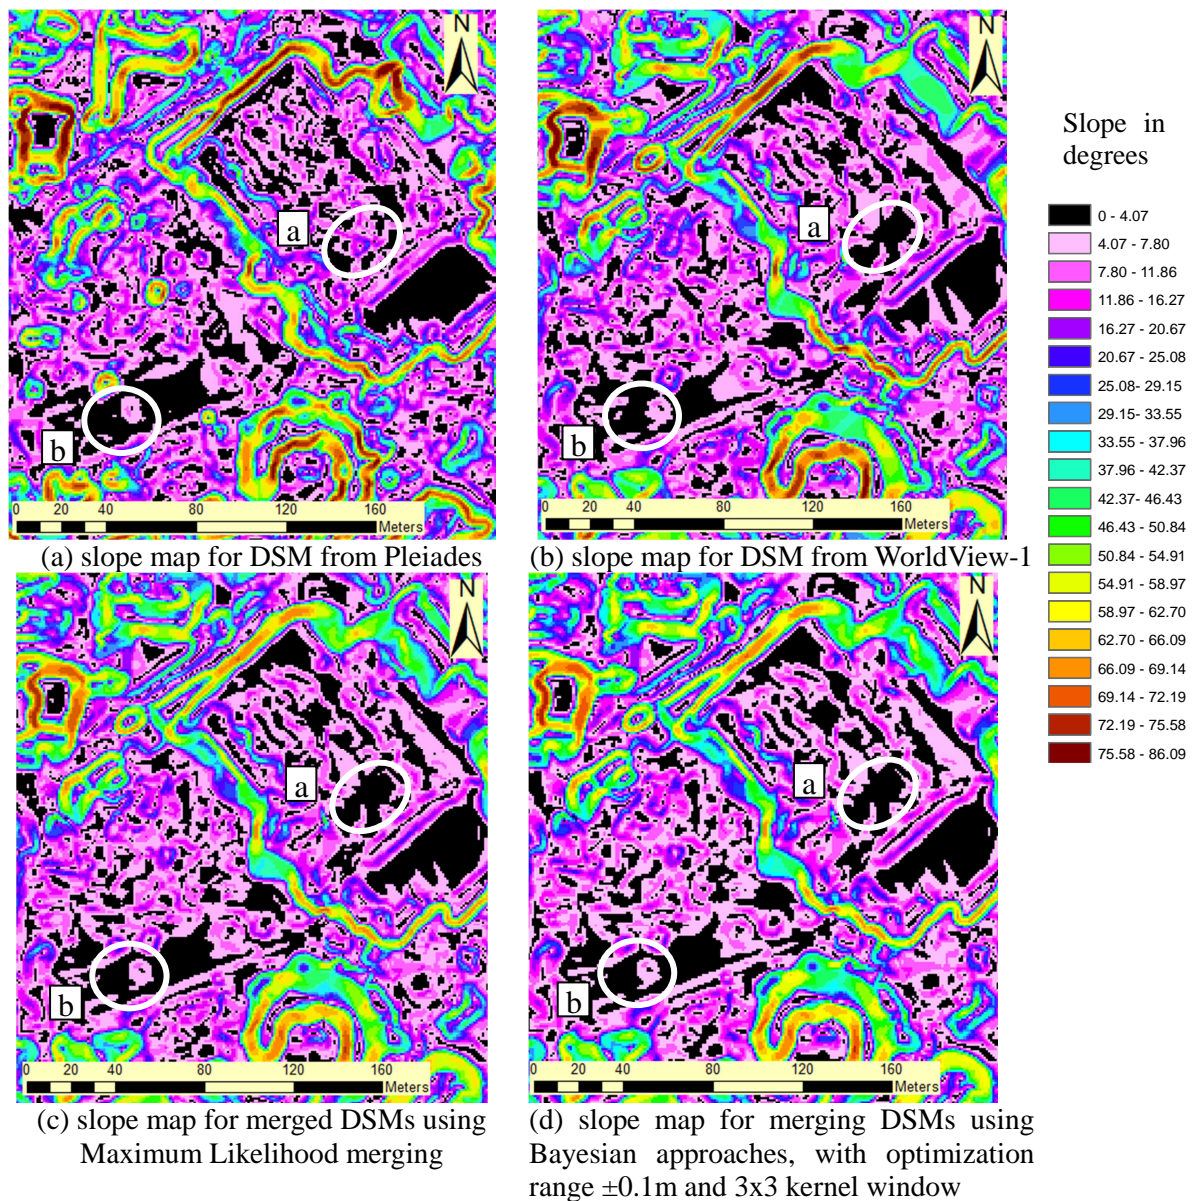 N
a
b
0 20 40 80 120 160
Meters
(a) slope map for DSM from Pleiades
N
a
b
0 20 40 80 120 160
Meters
(b) slope map for DSM from WorldView-1
Slope in
degrees
0 - 4.07
4.07 - 7.80
7.80 - 11.86
11.86 - 16.27
16.27 - 20.67
20.67 - 25.08
25.08- 29.15
29.15- 33.55
33.55 - 37.96
37.96 - 42.37
42.37- 46.43
46.43 - 50.84
50.84 - 54.91
54.91 - 58.97
58.97 - 62.70
62.70 - 66.09
66.09 - 69.14
69.14 - 72.19
72.19 - 75.58
75.58 - 86.09
N
a
b
0 20 40 80 120 160
Meters
(c) slope map for merged DSMs using
Maximum Likelihood merging
N
a
b
0 20 40 80 120 160
Meters
(d) slope map for merging DSMs using
Bayesian approaches, with optimization
range ±0.1m and 3x3 kernel window